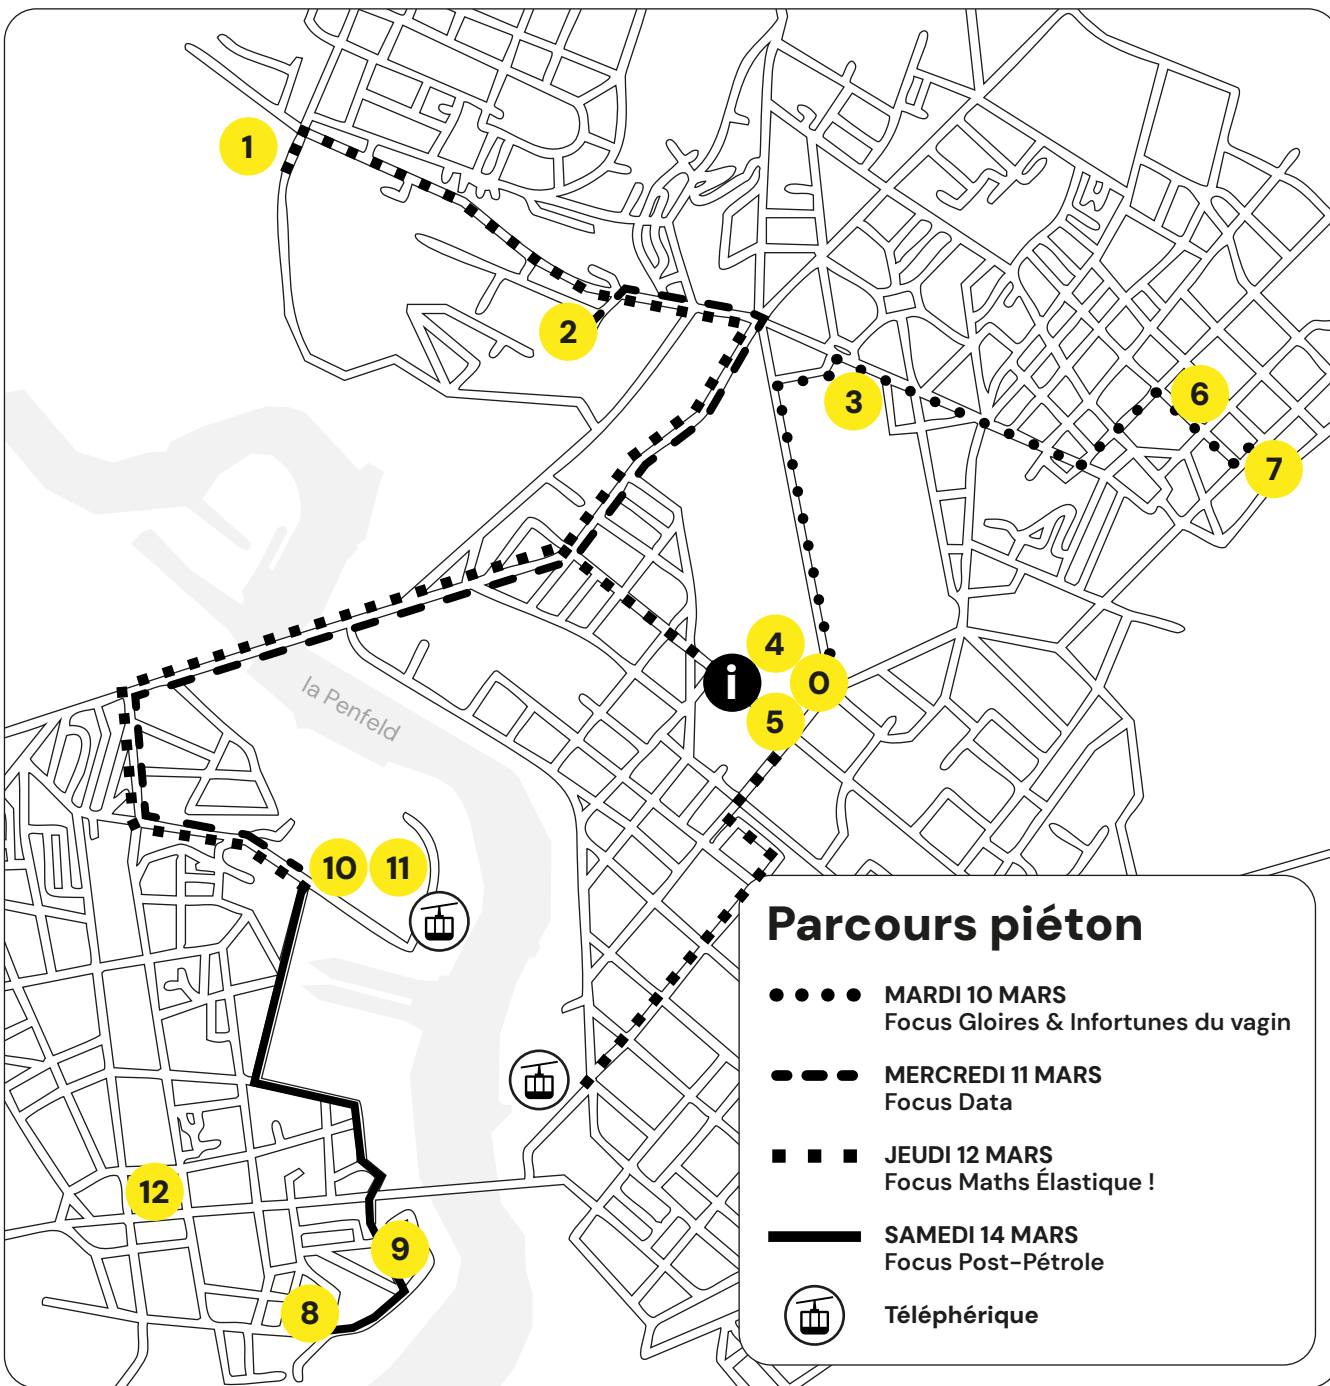 1
2
3
6
7
4
i
0
5
la Penfeld
10
11
12
9
8
Parcours piéton
MARDI 10 MARS
Focus Gloires & Infortunes du vagin
MERCREDI 11 MARS
Focus Data
JEUDI 12 MARS
Focus Maths Élastique !
SAMEDI 14 MARS
Focus Post-Pétrole
Téléphérique